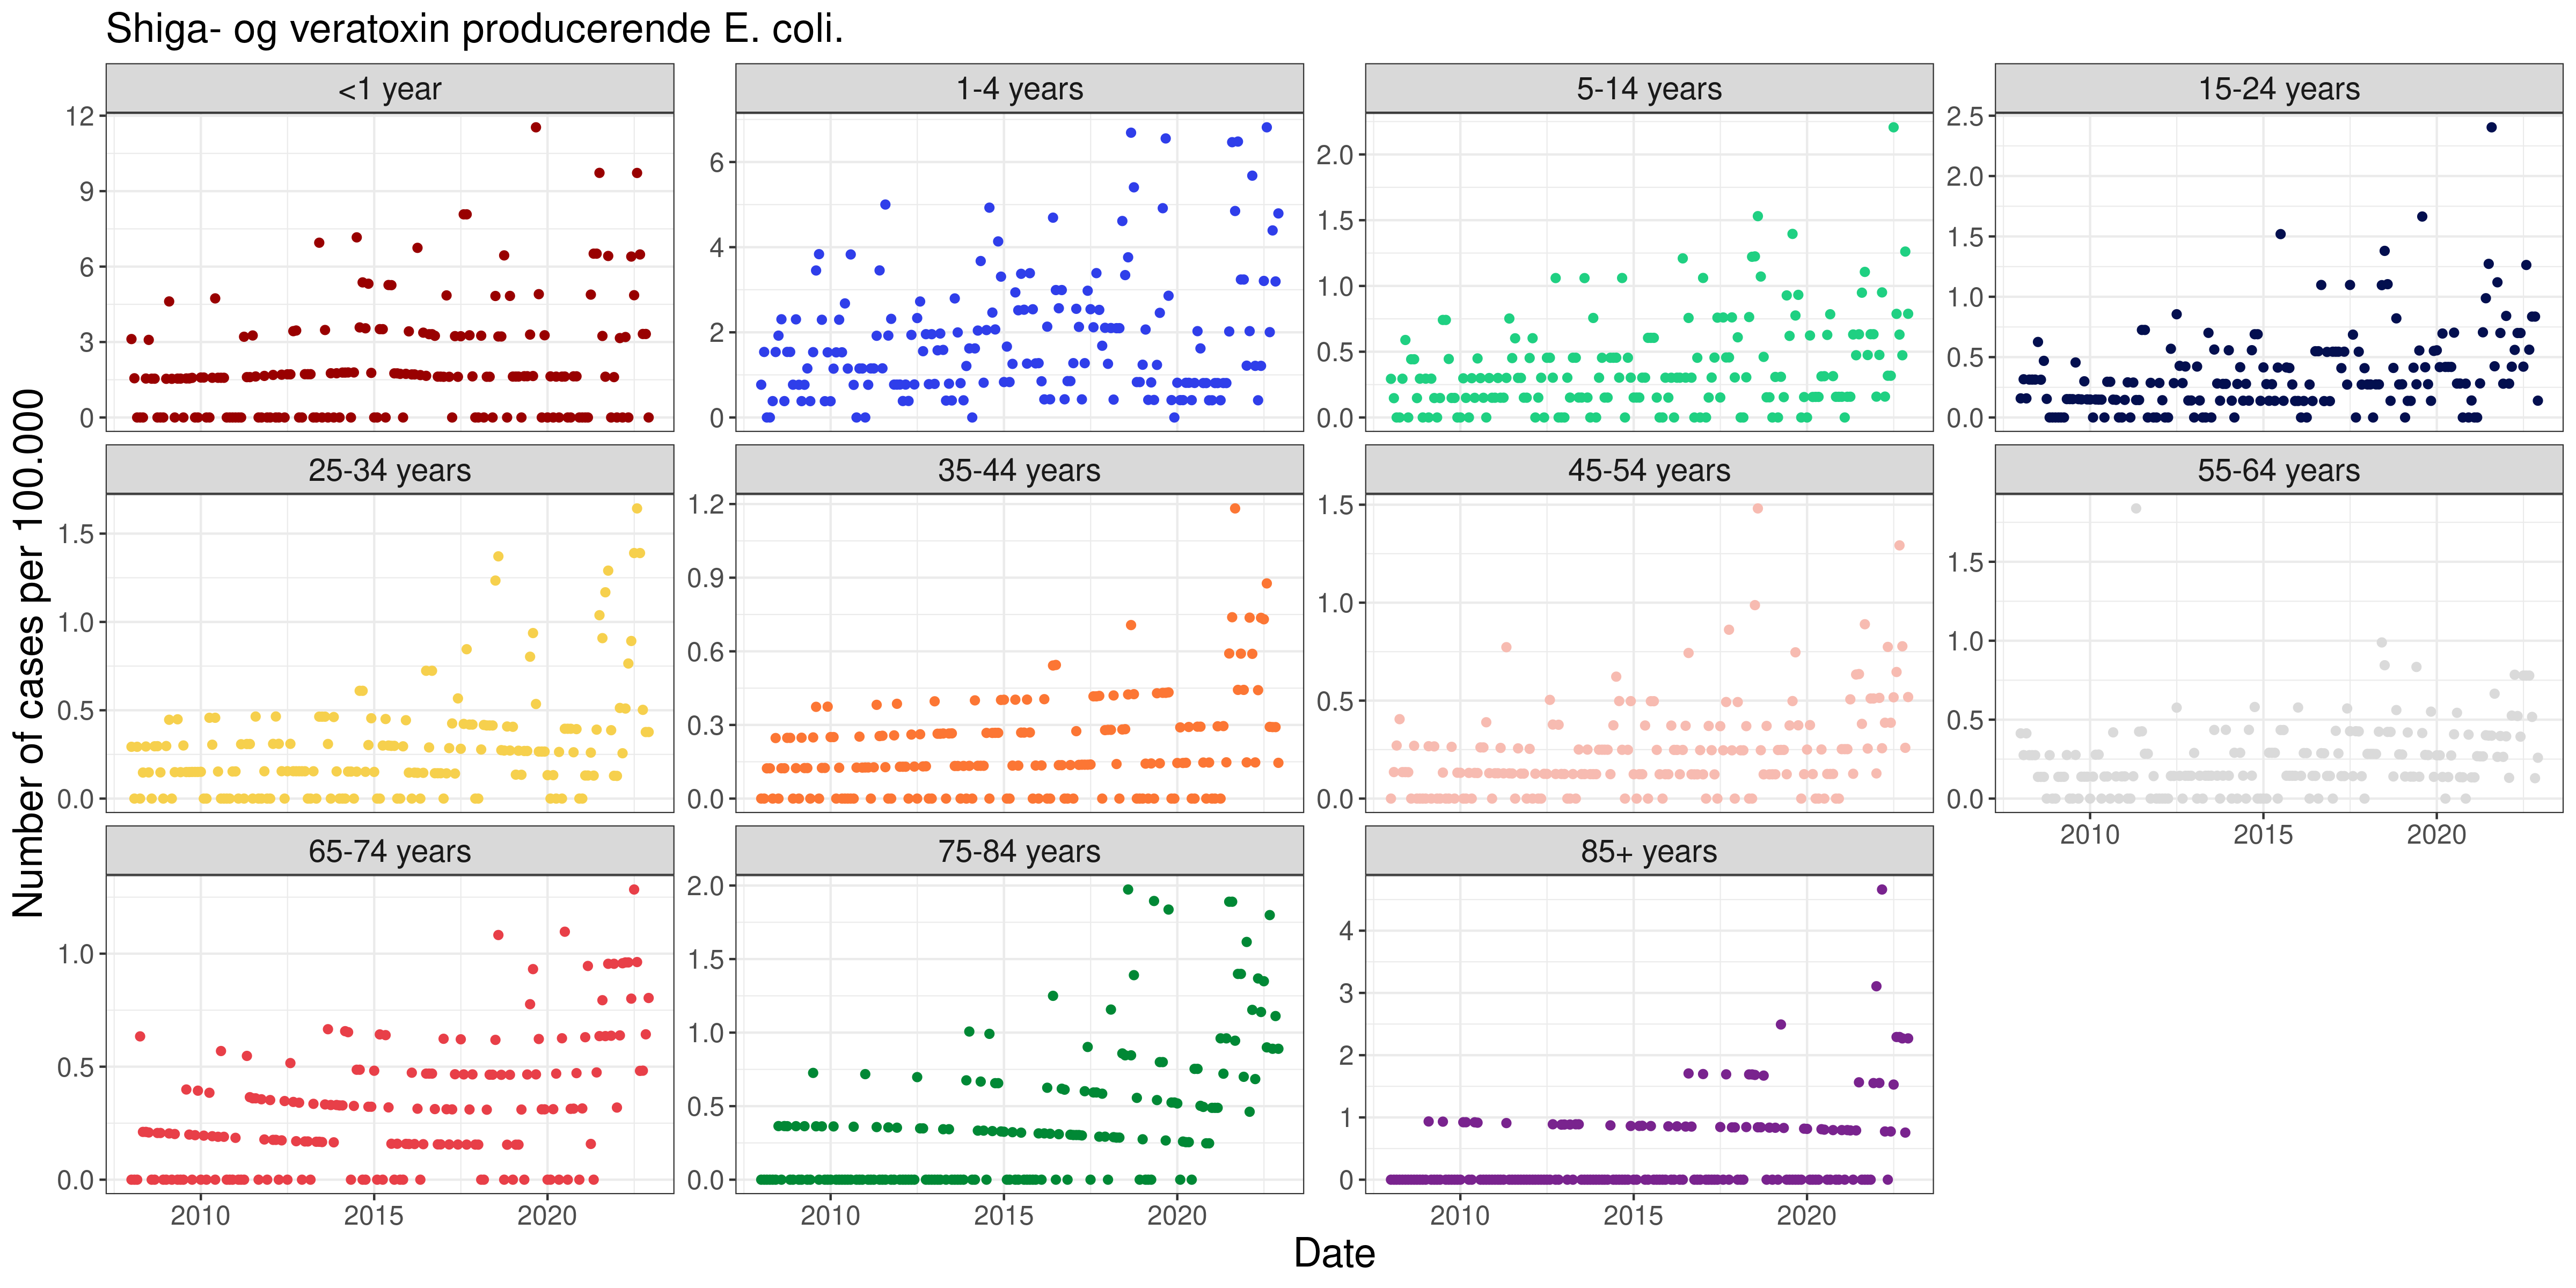 Shiga- og veratoxin producerende E. coli.
<1 year
1-4 years
5-14 years
15-24 years
12
9
6
3
0
6
4
2
0
2.0
1.5
1.0
0.5
0.0
2.5
2.0
1.5
1.0
0.5
0.0
25-34 years
35-44 years
45-54 years
55-64 years
1.5
1.0
0.5
0.0
1.2
0.9
0.6
0.3
0.0
1.5
1.0
0.5
0.0
1.5
1.0
0.5
0.0
2010 2015 2020
65-74 years
75-84 years
85+ years
1.0
0.5
0.0
2.0
1.5
1.0
0.5
0.0
4
3
2
1
0
2010 2015 2020
2010 2015 2020
2010 2015 2020
Number of cases per 100.000
Date